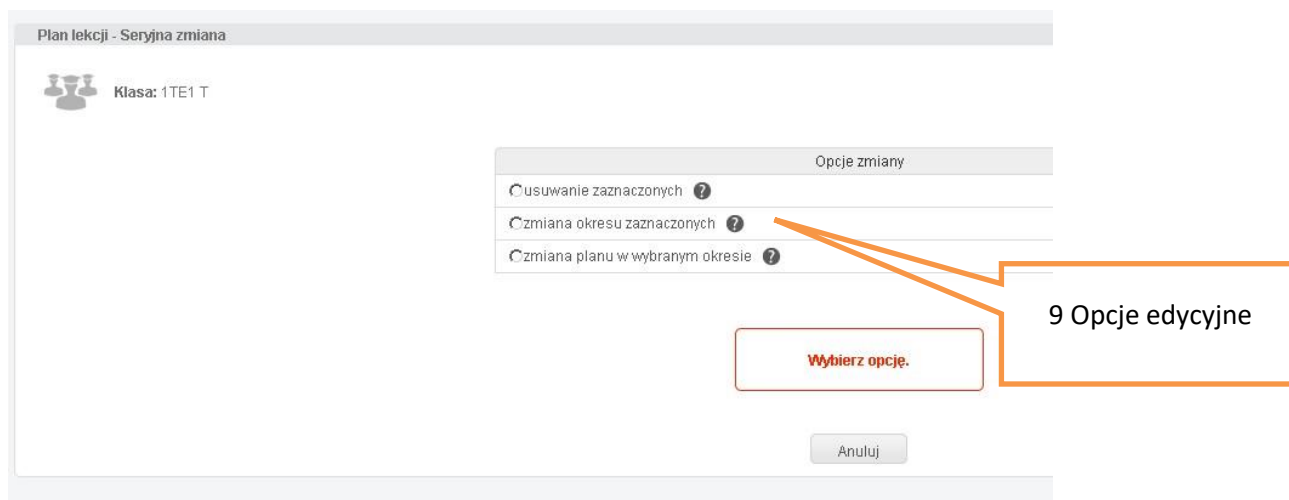 Plan lekcji - Seryjna zmiana
Klasa: 1TE1 T
Opcje zmiany
usuwanie zaznaczonych ?
zmiana okresu zaznaczonych ?
zmiana planu w wybranym okresie ?
9 Opcje edycyjne
Wybierz opcję.
Anuluj